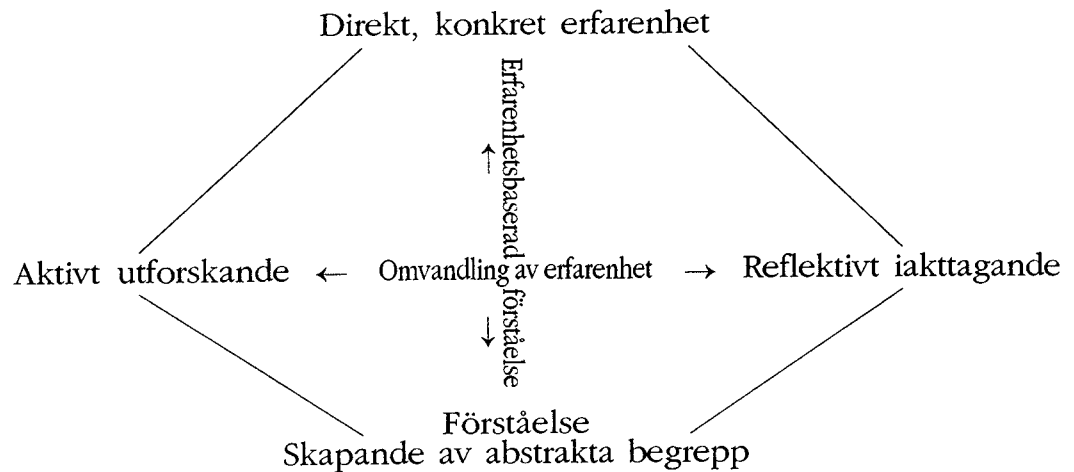 Direkt, konkret erfarenhet
Erfarenhetsbaserad förståelse
Aktivt utforskande ← Omvandling av erfarenhet → Reflektivt iakttagande
Förståelse
Skapande av abstrakta begrepp